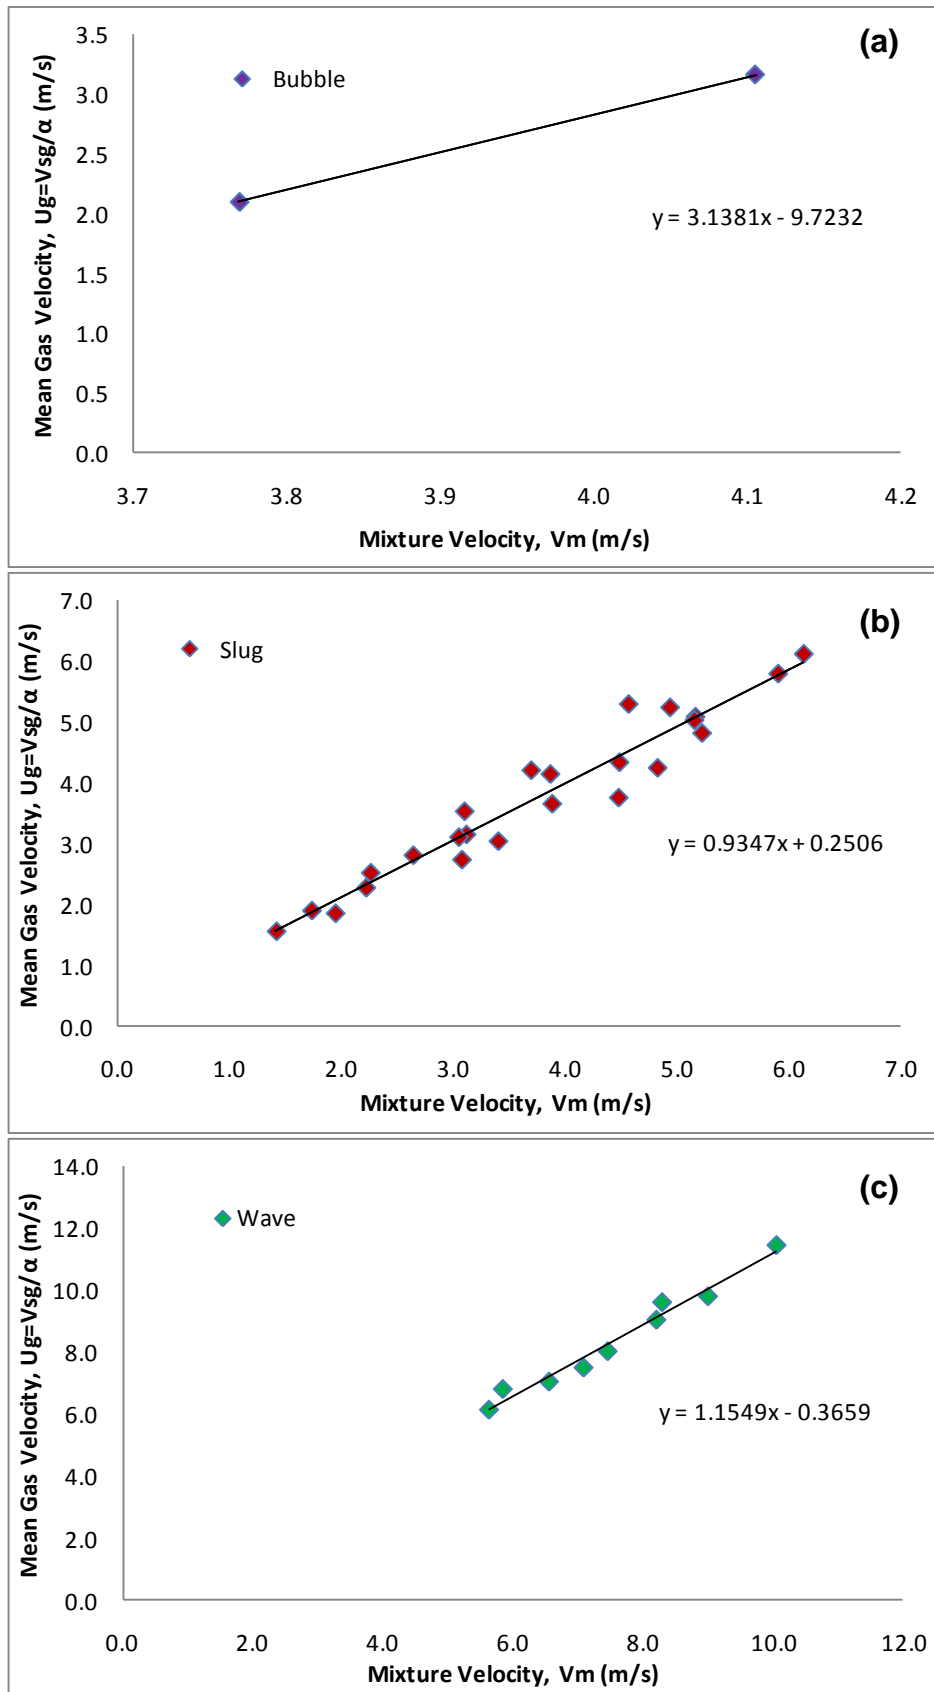 (a)
3.5
3.0
2.5
2.0
1.5
1.0
0.5
0.0
Mean Gas Velocity, Ug=Vsg/α (m/s)
Bubble
y = 3.1381x - 9.7232
3.7 3.8 3.9 4.0 4.1 4.2
Mixture Velocity, Vm (m/s)
(b)
7.0
6.0
5.0
4.0
3.0
2.0
1.0
0.0
Mean Gas Velocity, Ug=Vsg/α (m/s)
Slug
y = 0.9347x + 0.2506
0.0 1.0 2.0 3.0 4.0 5.0 6.0 7.0
Mixture Velocity, Vm (m/s)
(c)
14.0
12.0
10.0
8.0
6.0
4.0
2.0
0.0
Mean Gas Velocity, Ug=Vsg/α (m/s)
Wave
y = 1.1549x - 0.3659
0.0 2.0 4.0 6.0 8.0 10.0 12.0
Mixture Velocity, Vm (m/s)